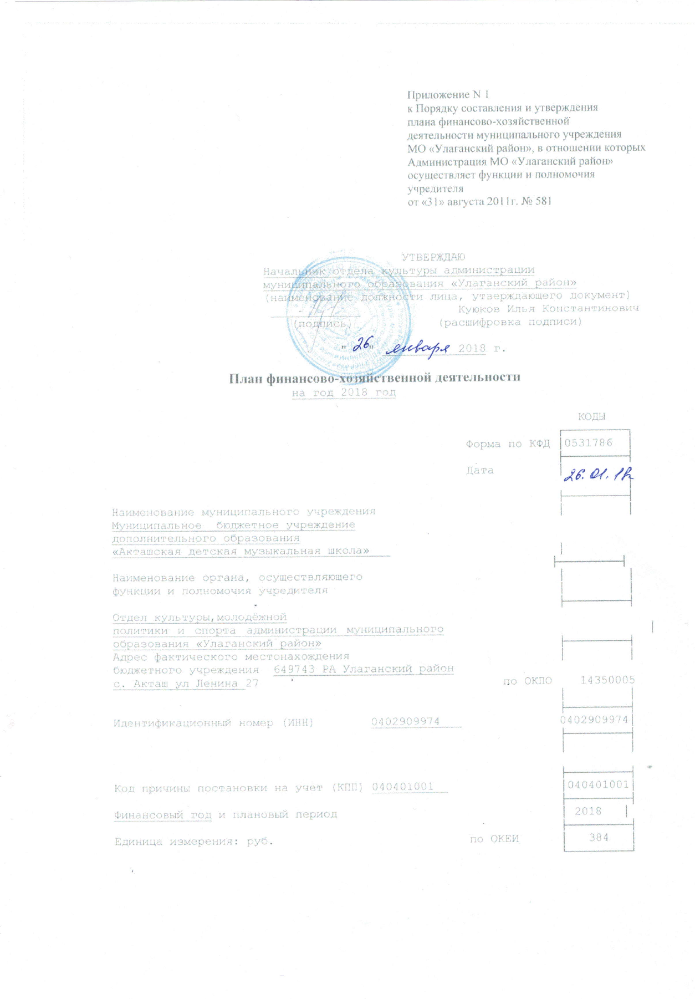 Приложение N 1
к Порядку составления и утверждения
плана финансово-хозяйственной
деятельности муниципального учреждения
МО «Улаганский район», в отношении которых
Администрация МО «Улаганский район»
осуществляет функции и полномочия
учредителя
от «31» августа 2011г. № 581
УТВЕРЖДАЮ
Начальник отдела культуры администрации
муниципального образования «Улаганский район»
(наименование должности лица, утверждающего документ)
Куюков Илья Константинович
(подпись) (расшифровка подписи)
" 26 " января 2018 г.
План финансово-хозяйственной деятельности
на год 2018 год
КОДЫ
Форма по КФД 0531786
Дата 26.01.18
Наименование муниципального учреждения
Муниципальное бюджетное учреждение
дополнительного образования
«Акташская детская музыкальная школа»
Наименование органа, осуществляющего
функции и полномочия учредителя
Отдел культуры,молодёжной
политики и спорта администрации муниципального
образования «Улаганский район»
Адрес фактического местонахождения
бюджетного учреждения 649743 РА Улаганский район
с. Акташ ул Ленина 27 по ОКПО 14350005
Идентификационный номер (ИНН) 0402909974 0402909974
Код причины постановки на учет (КПП) 040401001 040401001
Финансовый год и плановый период 2018
Единица измерения: руб. по ОКЕИ 384